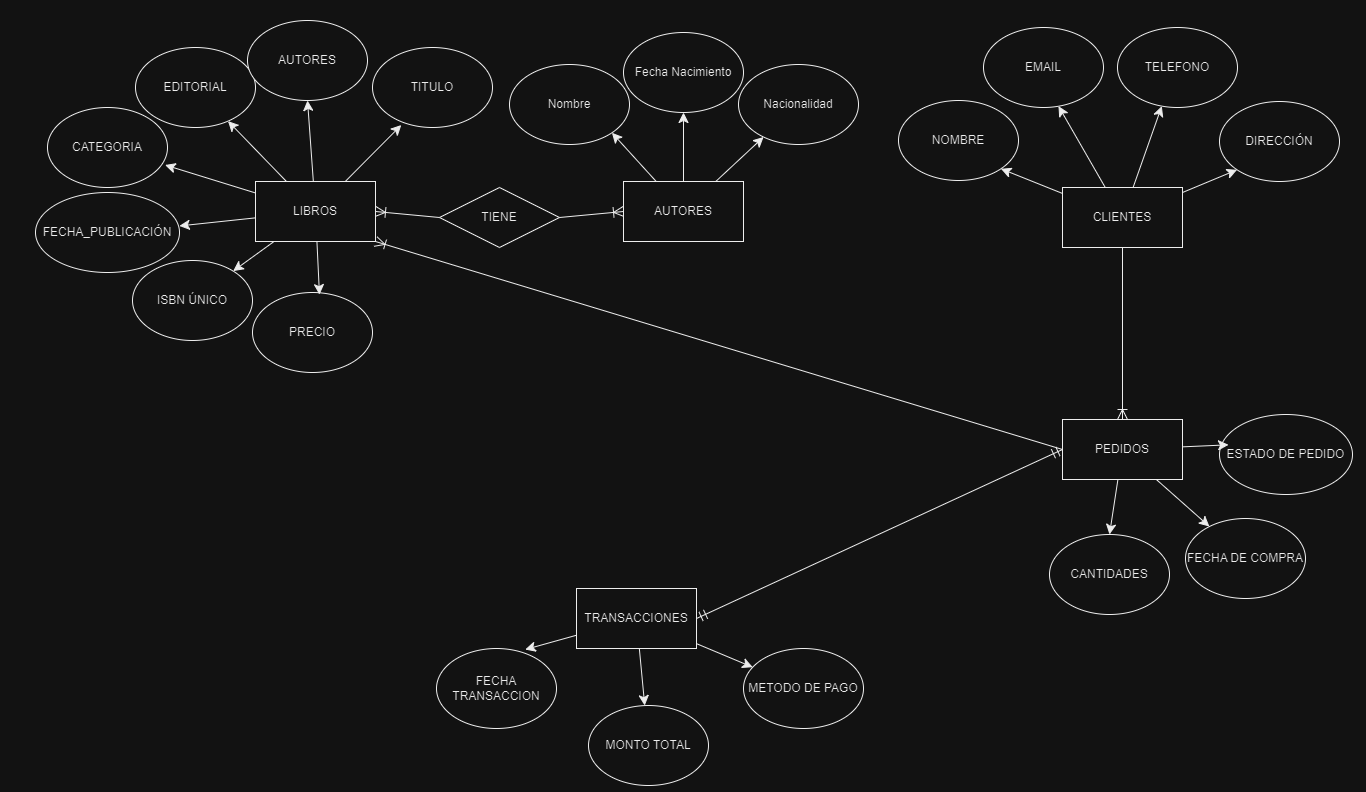 AUTORES
EDITORIAL
TITULO
CATEGORIA
FECHA_PUBLICACIÓN
LIBROS
ISBN ÚNICO
PRECIO
TIENE
Nombre
Fecha Nacimiento
Nacionalidad
AUTORES
EMAIL
TELEFONO
NOMBRE
DIRECCIÓN
CLIENTES
PEDIDOS
ESTADO DE PEDIDO
CANTIDADES
FECHA DE COMPRA
TRANSACCIONES
FECHA
TRANSACCION
METODO DE PAGO
MONTO TOTAL